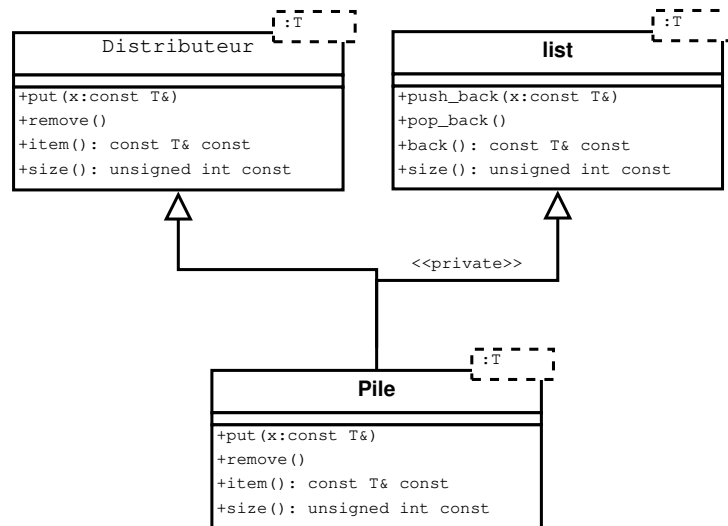 :T
Distributeur
+put(x:const T&)
+remove()
+item(): const T& const
+size(): unsigned int const
:T
list
+push_back(x:const T&)
+pop_back()
+back(): const T& const
+size(): unsigned int const
<<private>>
:T
Pile
+put(x:const T&)
+remove()
+item(): const T& const
+size(): unsigned int const